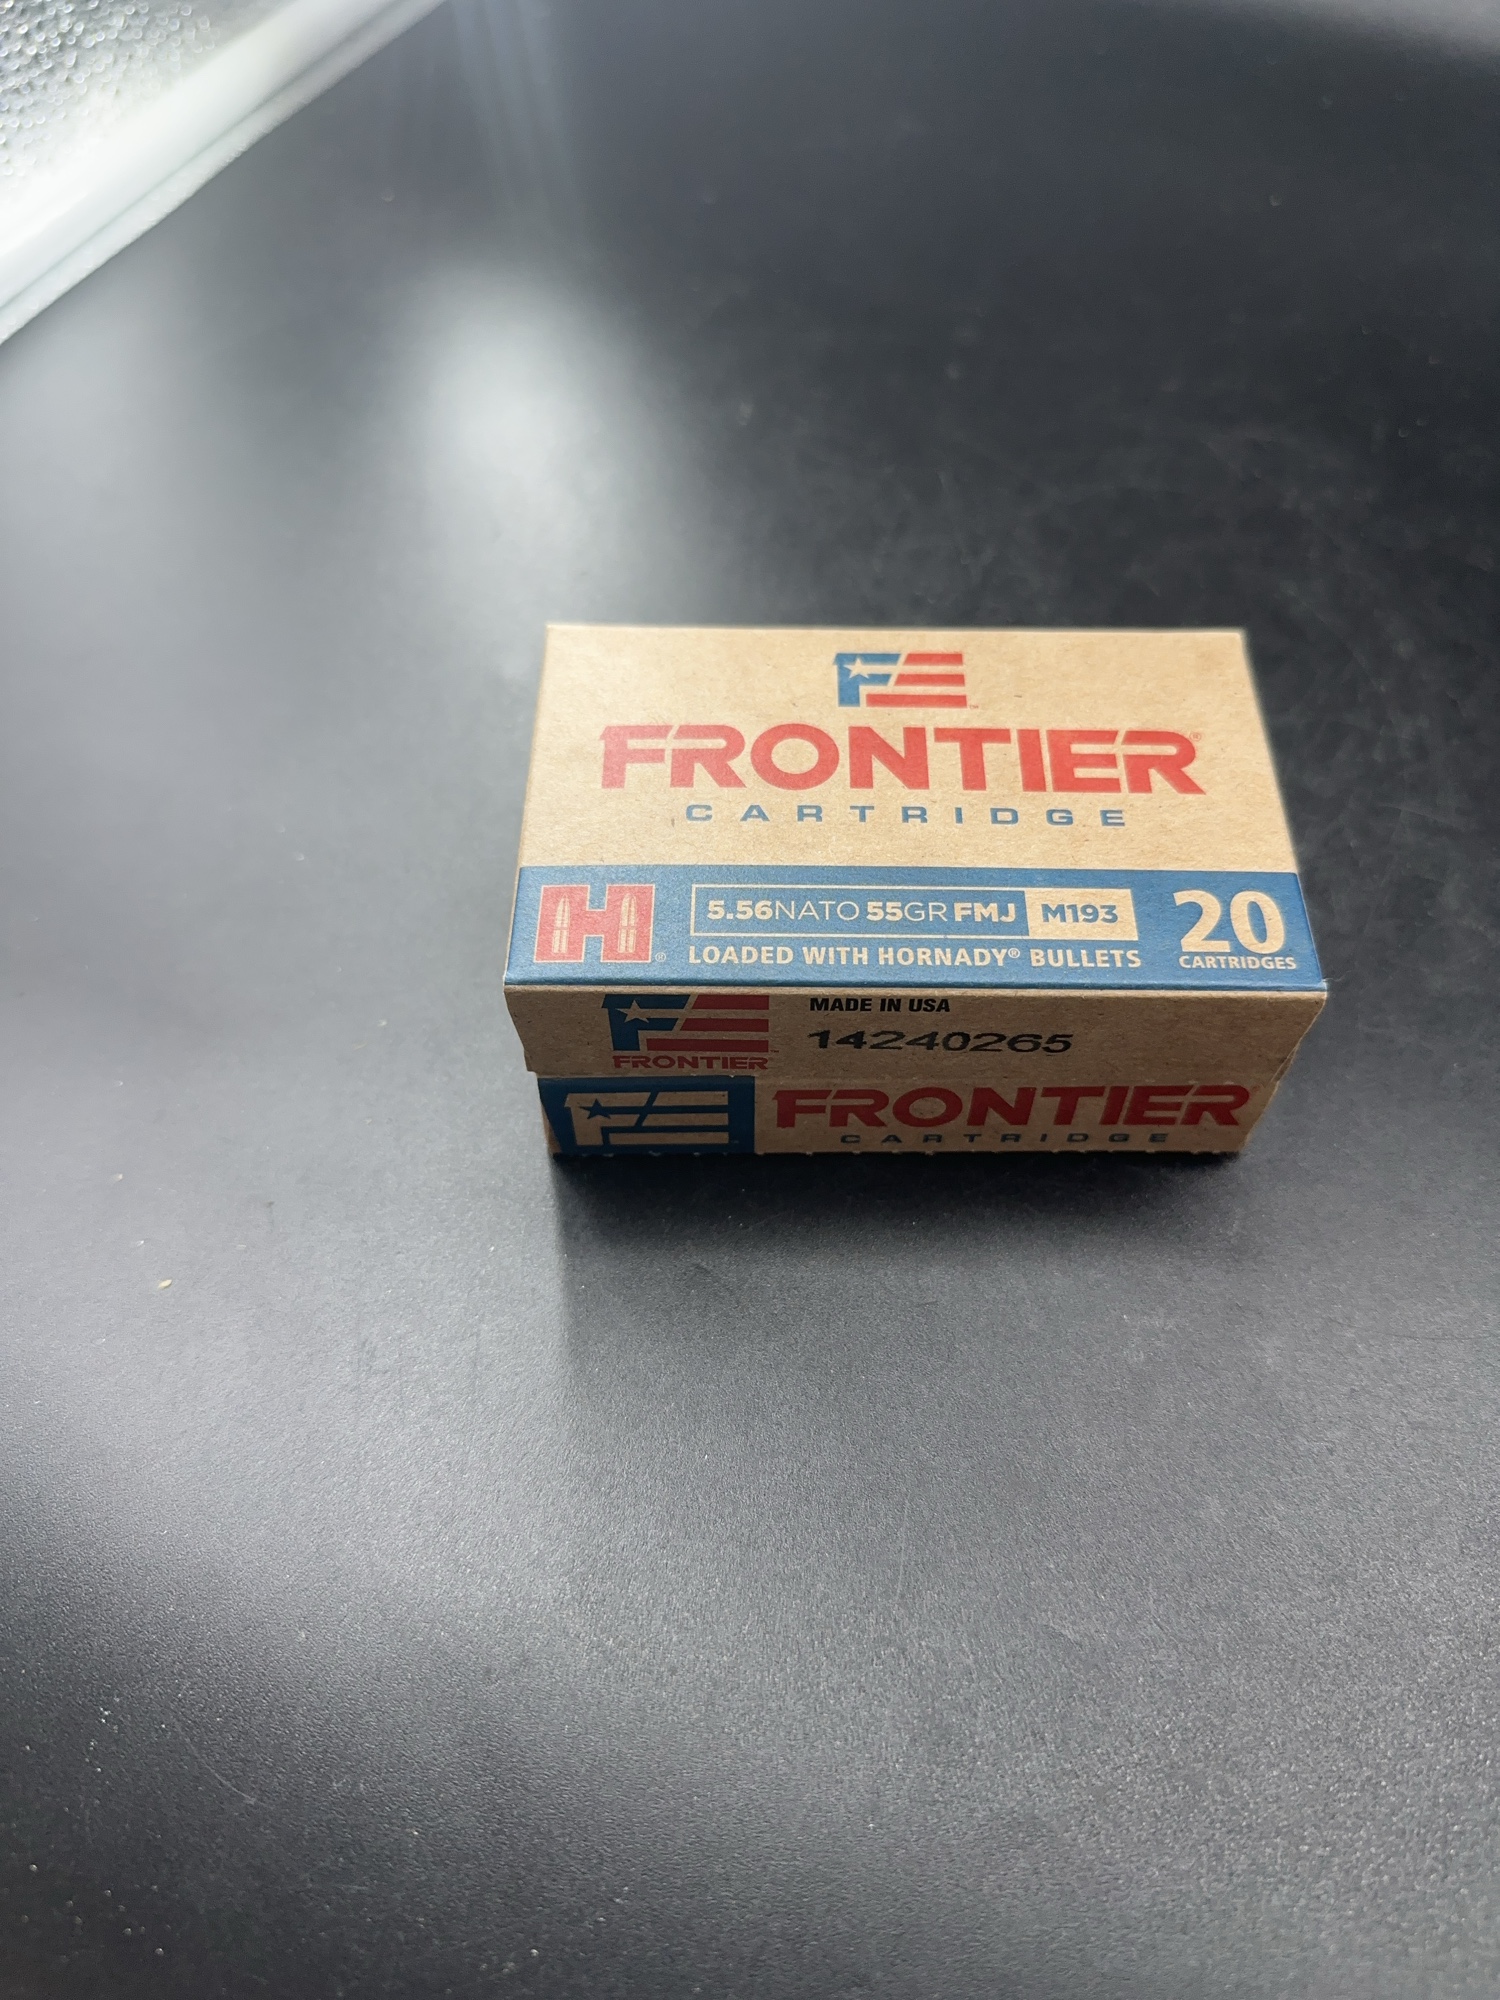 FRONTIER®
CARTRIDGE
5.56NATO 55GR FMJ M193
LOADED WITH HORNADY® BULLETS
20
CARTRIDGES
H®
MADE IN USA
14240265
FRONTIER
FRONTIER
CARTRIDGE